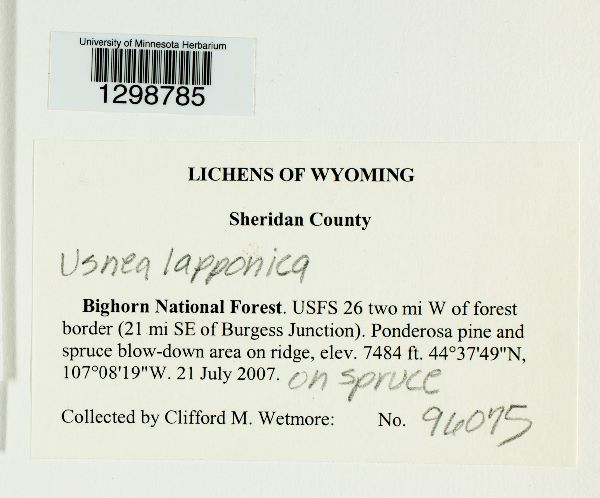 University of Minnesota Herbarium
1298785
LICHENS OF WYOMING
Sheridan County
Usnea lapponica
Bighorn National Forest. USFS 26 two mi W of forest
border (21 mi SE of Burgess Junction). Ponderosa pine and
spruce blow-down area on ridge, elev. 7484 ft. 44°37'49"N,
107°08'19"W. 21 July 2007. on spruce
Collected by Clifford M. Wetmore: No. 96075